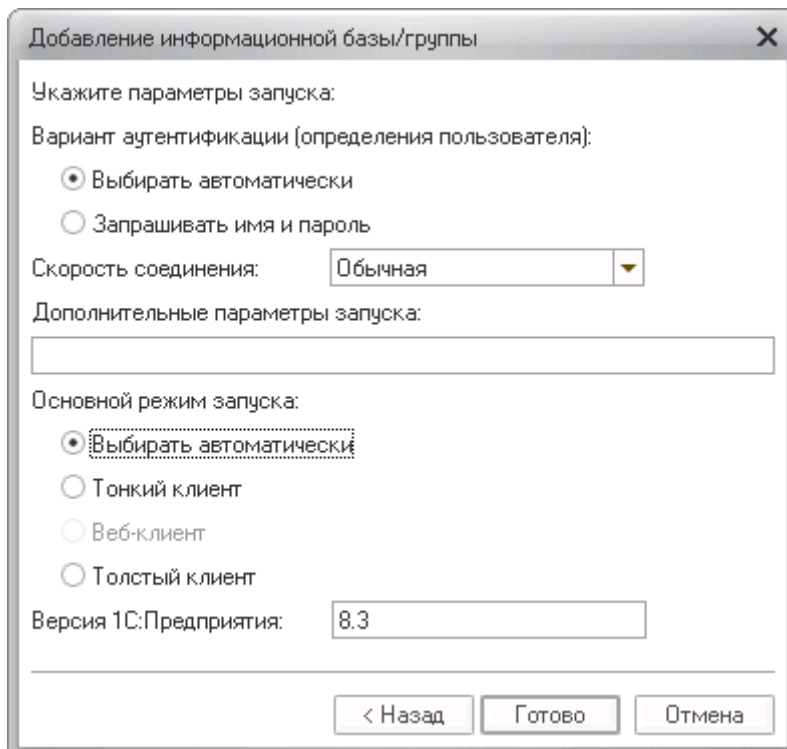 Добавление информационной базы/группы
Укажите параметры запуска:
Вариант аутентификации (определения пользователя):
Выбирать автоматически
Запрашивать имя и пароль
Скорость соединения: Обычная
Дополнительные параметры запуска:
Основной режим запуска:
Выбирать автоматически
Тонкий клиент
Веб-клиент
Толстый клиент
Версия 1С:Предприятия: 8.3
< Назад Готово Отмена